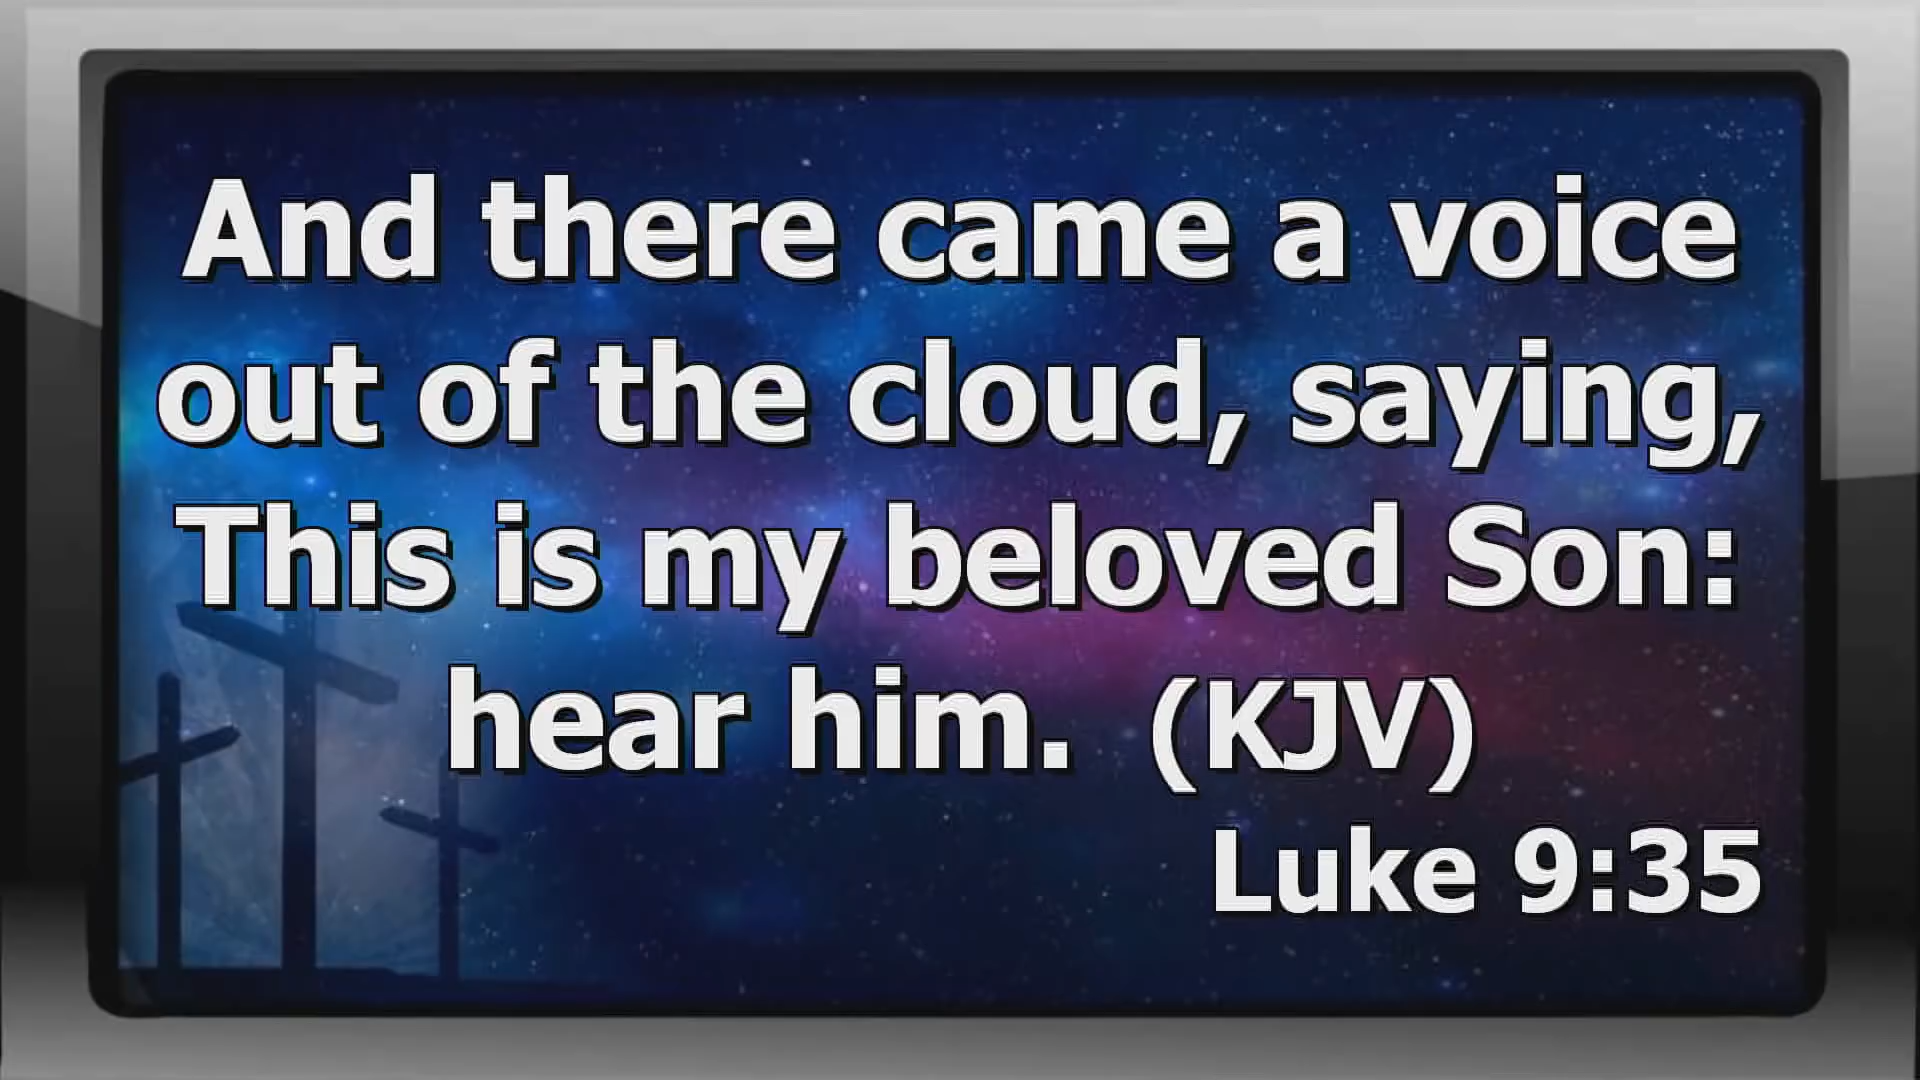 And there came a voice
out of the cloud, saying,
This is my beloved Son:
hear him.  (KJV)
Luke 9:35